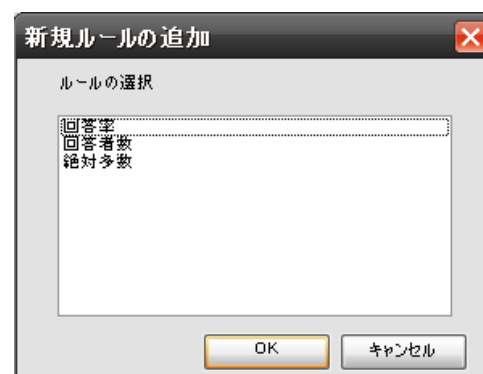 新規ルールの追加
ルールの選択
回答率
回答者数
絶対多数
OK キャンセル